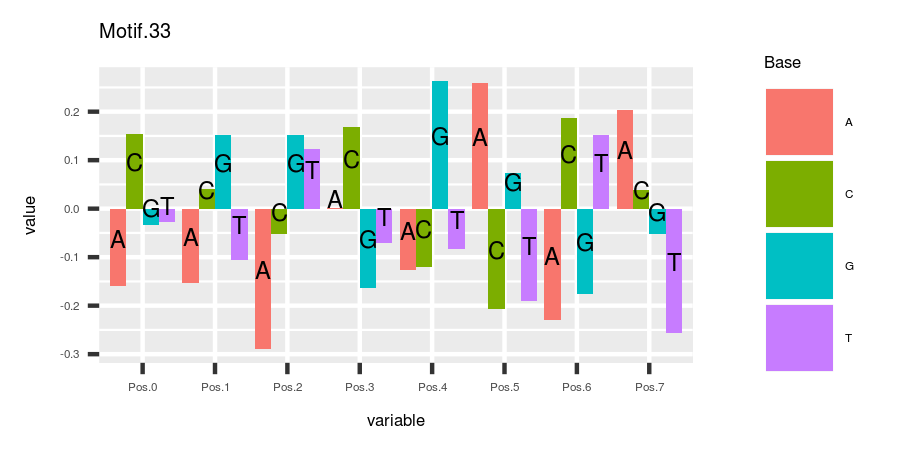 Motif.33
value
0.2
0.1
0.0
-0.1
-0.2
-0.3
A C G T A C G T A C G T A C G T A C G T A C G T A C G T A C G T
Pos.0 Pos.1 Pos.2 Pos.3 Pos.4 Pos.5 Pos.6 Pos.7
variable
Base
A
C
G
T